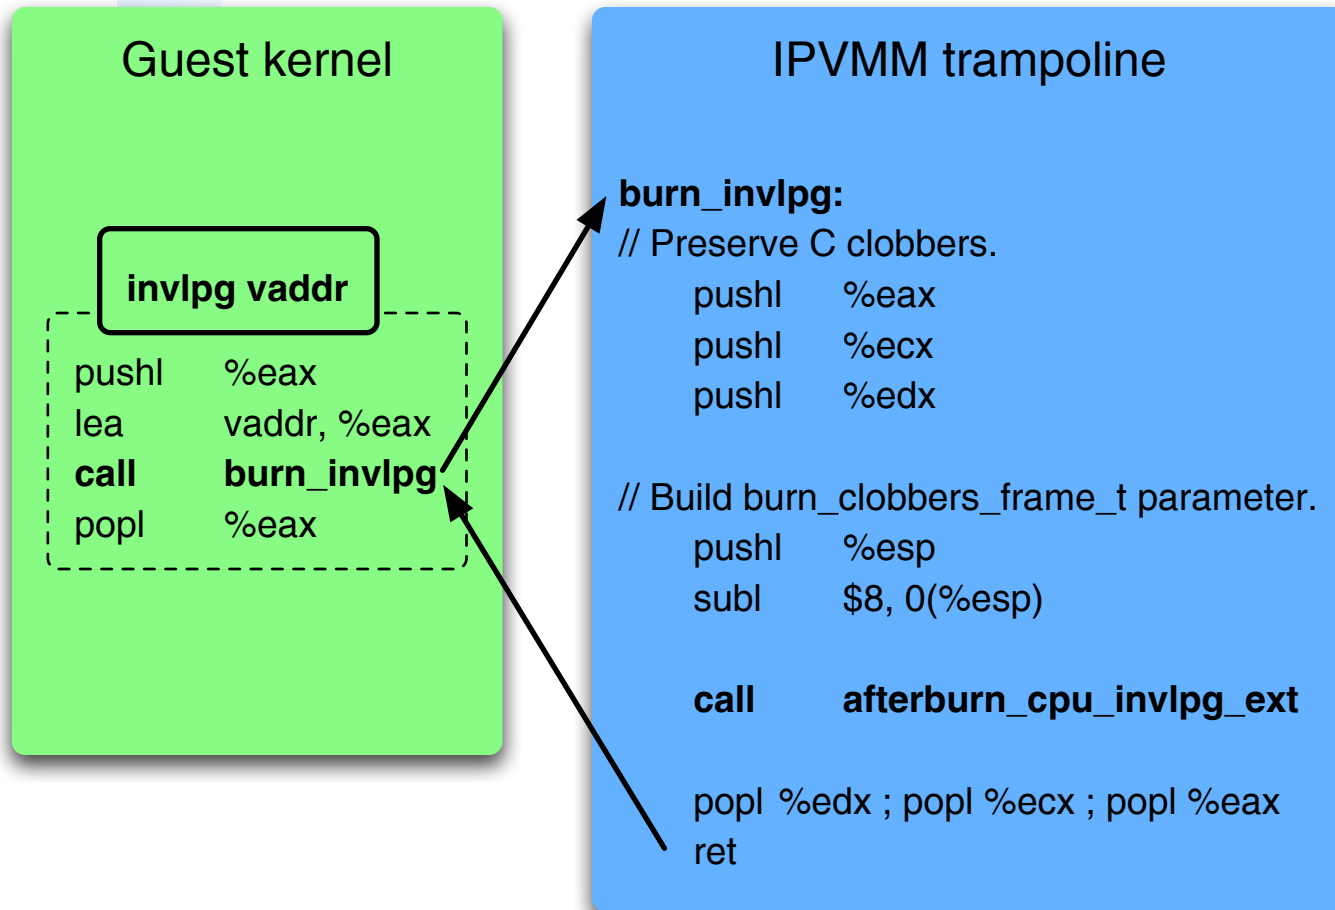 Guest kernel
invlpg vaddr
pushl %eax
lea vaddr, %eax
call burn_invlpg
popl %eax
IPVMM trampoline
burn_invlpg:
// Preserve C clobbers.
pushl %eax
pushl %ecx
pushl %edx
// Build burn_clobbers_frame_t parameter.
pushl %esp
subl $8, 0(%esp)
call afterburn_cpu_invlpg_ext
popl %edx ; popl %ecx ; popl %eax
ret